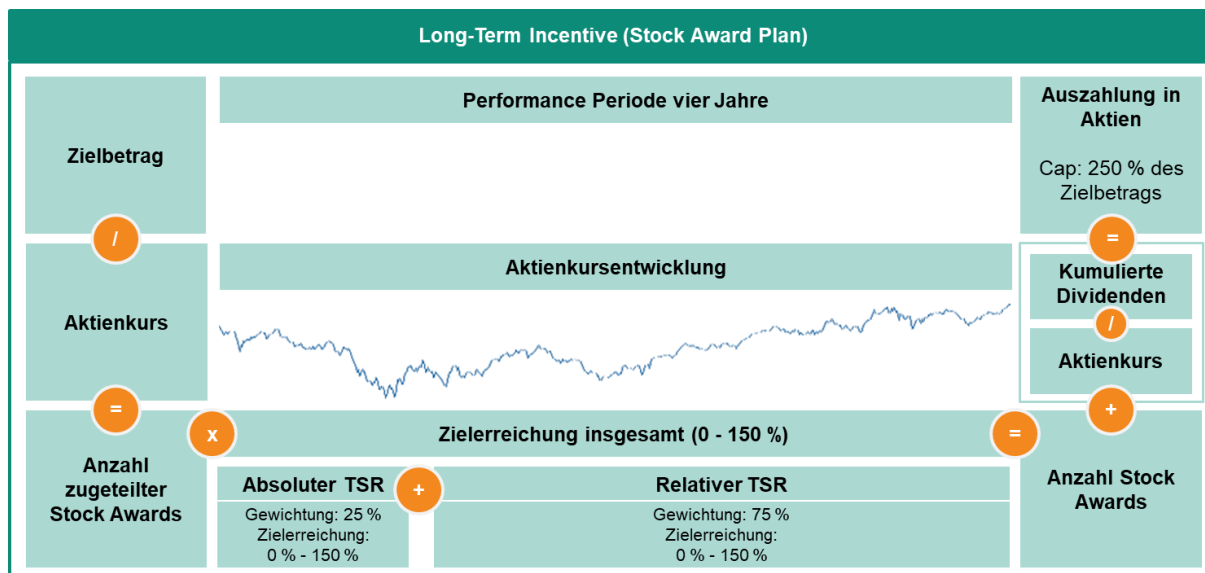 Long-Term Incentive (Stock Award Plan)
Zielbetrag
/
Aktienkurs
=
Anzahl
zugeteilter
Stock Awards
x
Performance Periode vier Jahre
Aktienkursentwicklung
Zielerreichung insgesamt (0 - 150 %)
Absoluter TSR
Gewichtung: 25 %
Zielerreichung:
0 % - 150 %
+
Relativer TSR
Gewichtung: 75 %
Zielerreichung:
0 % - 150 %
=
Auszahlung in
Aktien
Cap: 250 % des
Zielbetrags
=
Kumulierte
Dividenden
/
Aktienkurs
+
Anzahl Stock
Awards